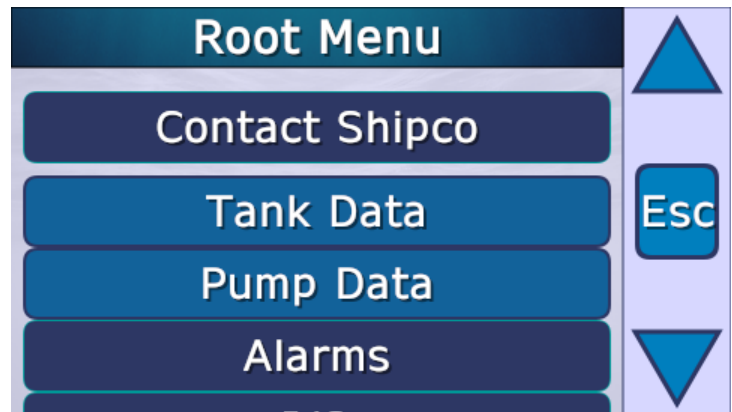 Root Menu
Contact Shipco
Tank Data
Esc
Pump Data
Alarms